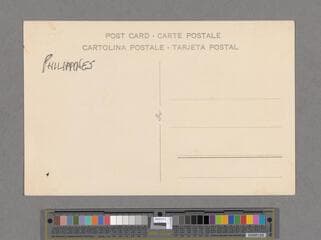 POST CARD - CARTE POSTALE
CARTOLINA POSTALE - TARJETA POSTAL
PHILIPPINES